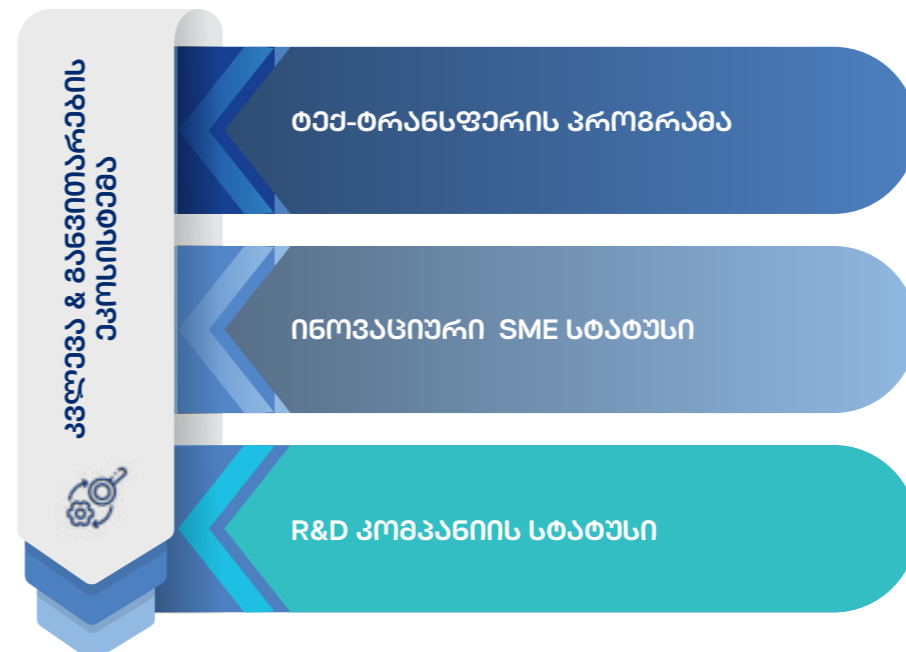 კვლევა & განვითარების
ეკოსისტემა
ტექ-ტრანსფერის პროგრამა
ინოვაციური SME სტატუსი
R&D კომპანიის სტატუსი